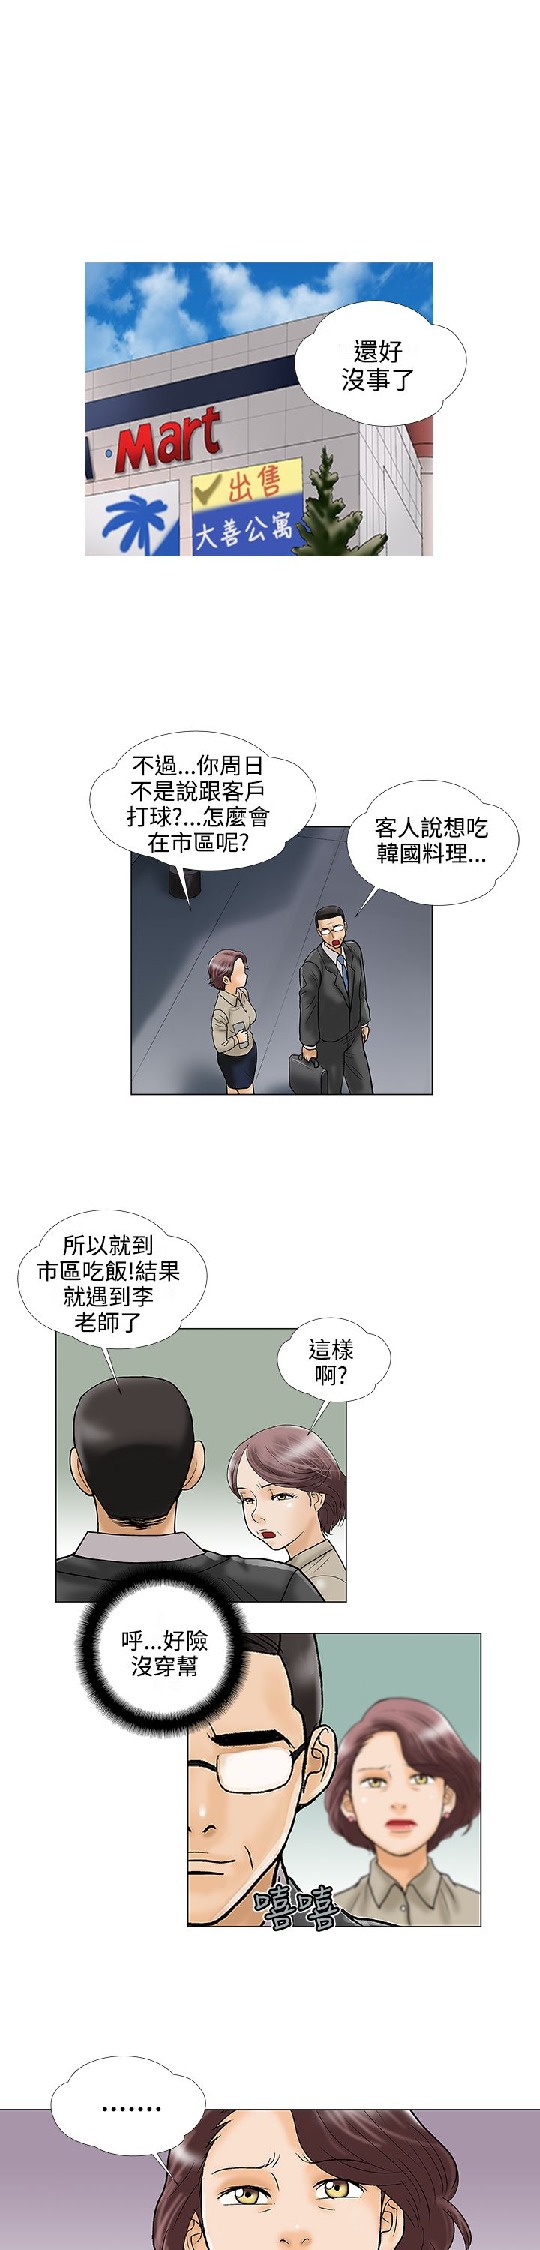 還好
沒事了
·Mart
出售
大善公寓
不過...你周日
不是說跟客戶
打球?...怎麼會
在市區呢?
客人說想吃
韓國料理...
所以就到
市區吃飯!結果
就遇到李
老師了
這樣
啊?
呼...好險
沒穿幫
嘻嘻
.......